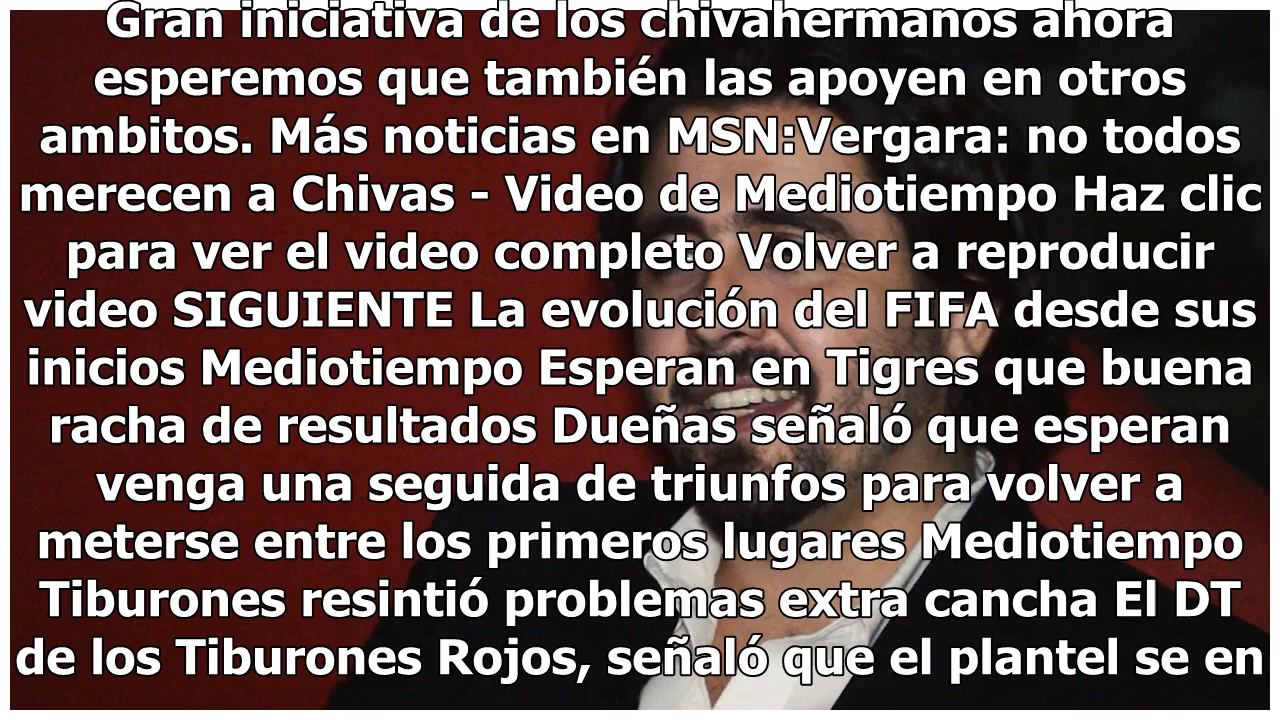 Gran iniciativa de los chivahermanos ahora
esperemos que también las apoyen en otros
ambitos. Más noticias en MSN:Vergara: no todos
merecen a Chivas - Video de Mediotiempo Haz clic
para ver el video completo Volver a reproducir
video SIGUIENTE La evolución del FIFA desde sus
inicios Mediotiempo Esperan en Tigres que buena
racha de resultados Dueñas señaló que esperan
venga una seguida de triunfos para volver a
meterse entre los primeros lugares Mediotiempo
Tiburones resintió problemas extra cancha El DT
de los Tiburones Rojos, señaló que el plantel se en